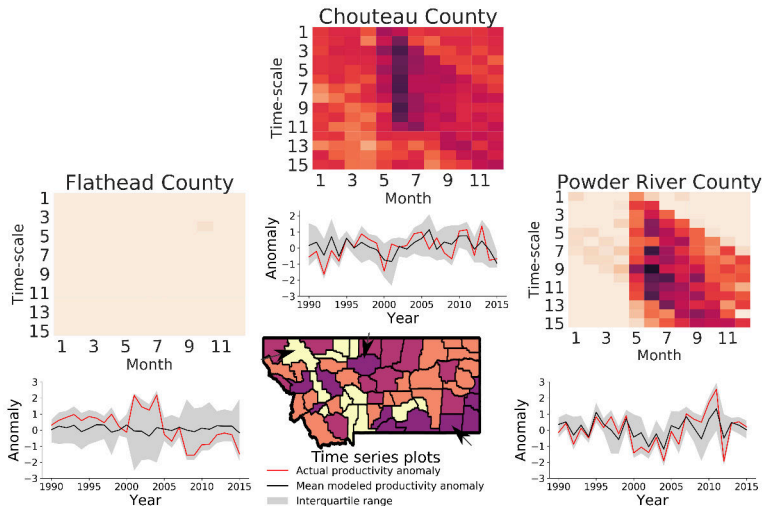 Chouteau County
Time-scale
1
3
5
7
9
11
13
15
1 3 5 7 9 11
Month
Flathead County
Time-scale
1
3
5
7
9
11
13
15
1 3 5 7 9 11
Month
Powder River County
Time-scale
1
3
5
7
9
11
13
15
1 3 5 7 9 11
Month
Anomaly
2
1
0
−1
−2
−3
1990 1995 2000 2005 2010 2015
Year
Anomaly
3
2
1
0
−1
−2
−3
1990 1995 2000 2005 2010 2015
Year
Time series plots
Actual productivity anomaly
Mean modeled productivity anomaly
Interquartile range
Anomaly
3
2
1
0
−1
−2
−3
1990 1995 2000 2005 2010 2015
Year